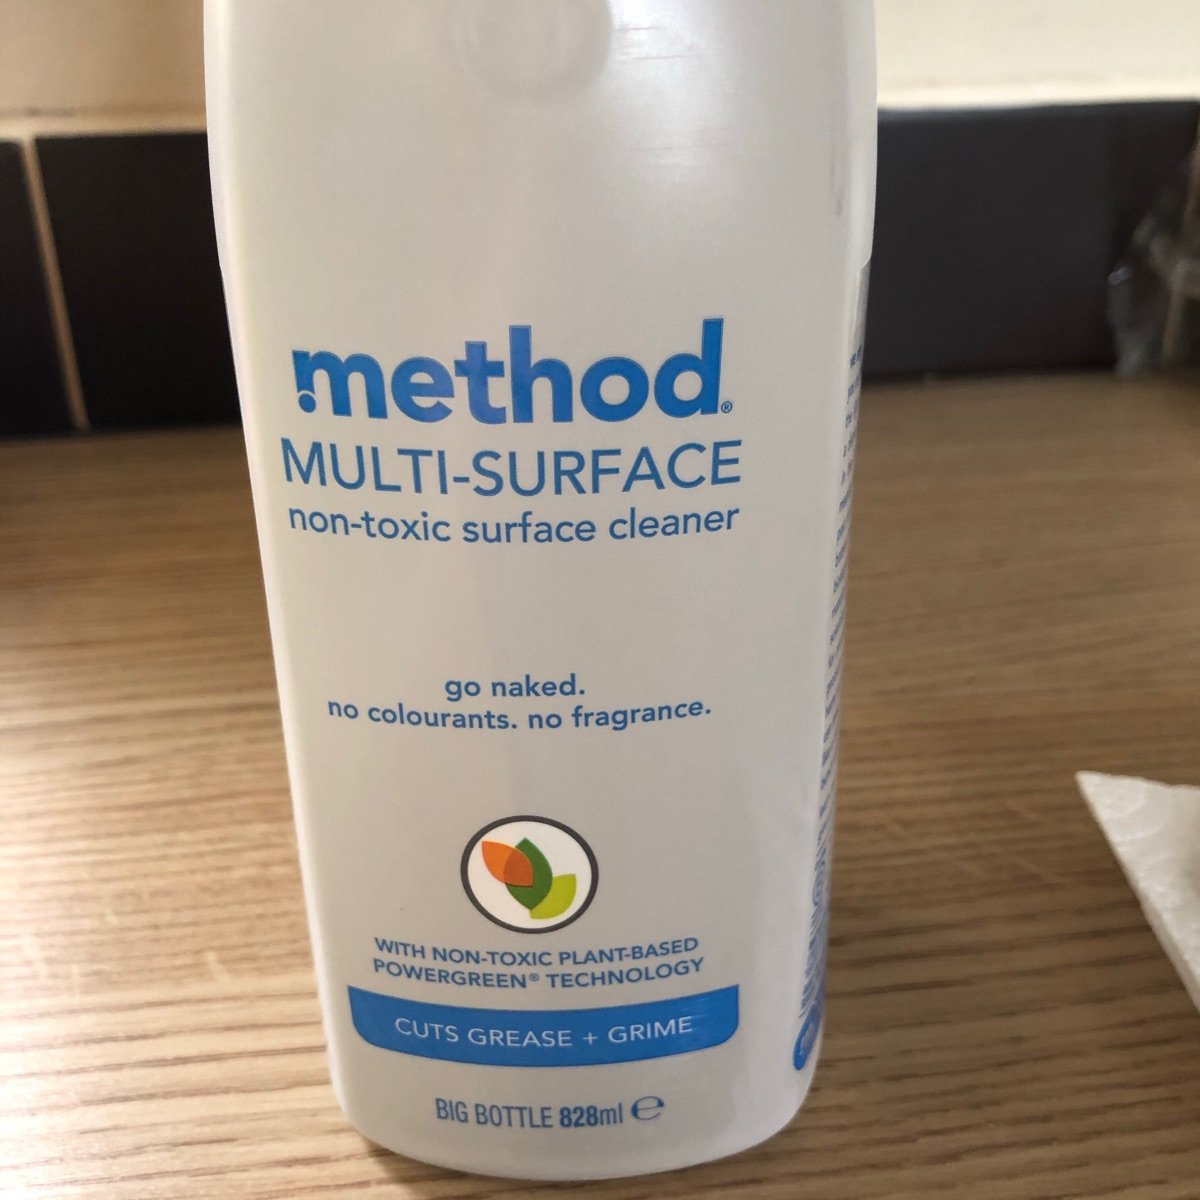 method®
MULTI-SURFACE
non-toxic surface cleaner
go naked.
no colourants. no fragrance.
WITH NON-TOXIC PLANT-BASED
POWERGREEN® TECHNOLOGY
CUTS GREASE + GRIME
BIG BOTTLE 828ml ℮